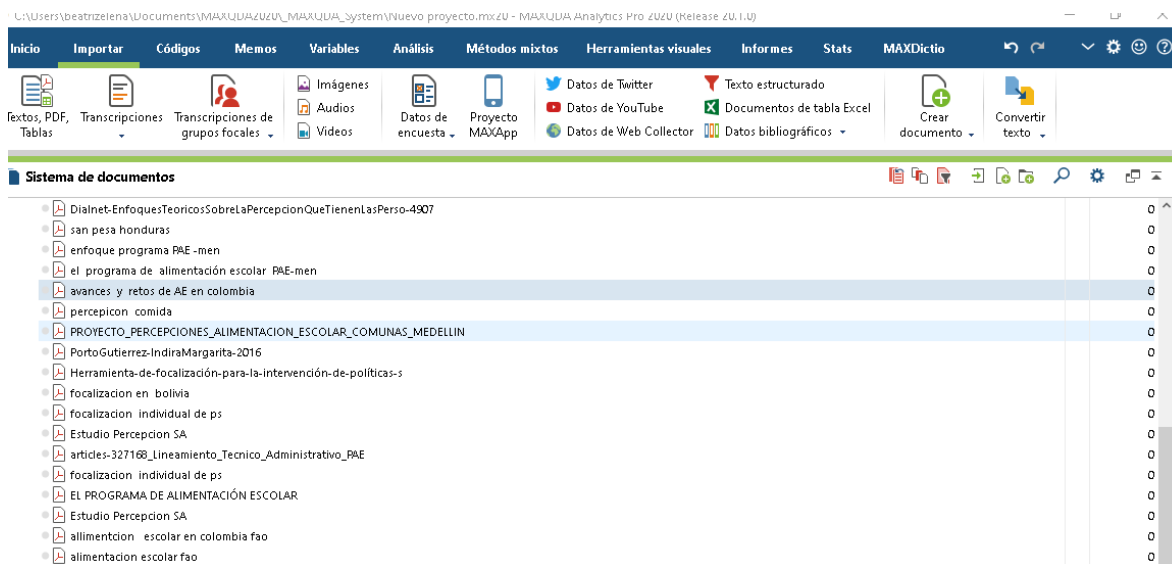 C:\Users\beatrizelena\Documents\MAXQDA2020\_MAXQDA_System\Nuevo proyecto.mx20 - MAXQDA Analytics Pro 2020 (Release 20.1.0)
Inicio Importar Códigos Memos Variables Análisis Métodos mixtos Herramientas visuales Informes Stats MAXDictio
Textos, PDF, Tablas
Transcripciones
Transcripciones de grupos focales
Imágenes
Audios
Videos
Datos de encuesta
Proyecto MAXApp
Datos de Twitter
Datos de YouTube
Datos de Web Collector
Texto estructurado
Documentos de tabla Excel
Datos bibliográficos
Crear documento
Convertir texto
Sistema de documentos
Dialnet-EnfoquesTeoricosSobreLaPercepcionQueTienenLasPerso-4907 0
san pesa honduras 0
enfoque programa PAE -men 0
el programa de alimentación escolar PAE-men 0
avances y retos de AE en colombia 0
percepicon comida 0
PROYECTO_PERCEPCIONES_ALIMENTACION_ESCOLAR_COMUNAS_MEDELLIN 0
PortoGutierrez-IndiraMargarita-2016 0
Herramienta-de-focalización-para-la-intervención-de-políticas-s 0
focalizacion en bolivia 0
focalizacion individual de ps 0
Estudio Percepcion SA 0
articles-327168_Lineamiento_Tecnico_Administrativo_PAE 0
focalizacion individual de ps 0
EL PROGRAMA DE ALIMENTACIÓN ESCOLAR 0
Estudio Percepcion SA 0
allimentcion escolar en colombia fao 0
alimentacion escolar fao 0